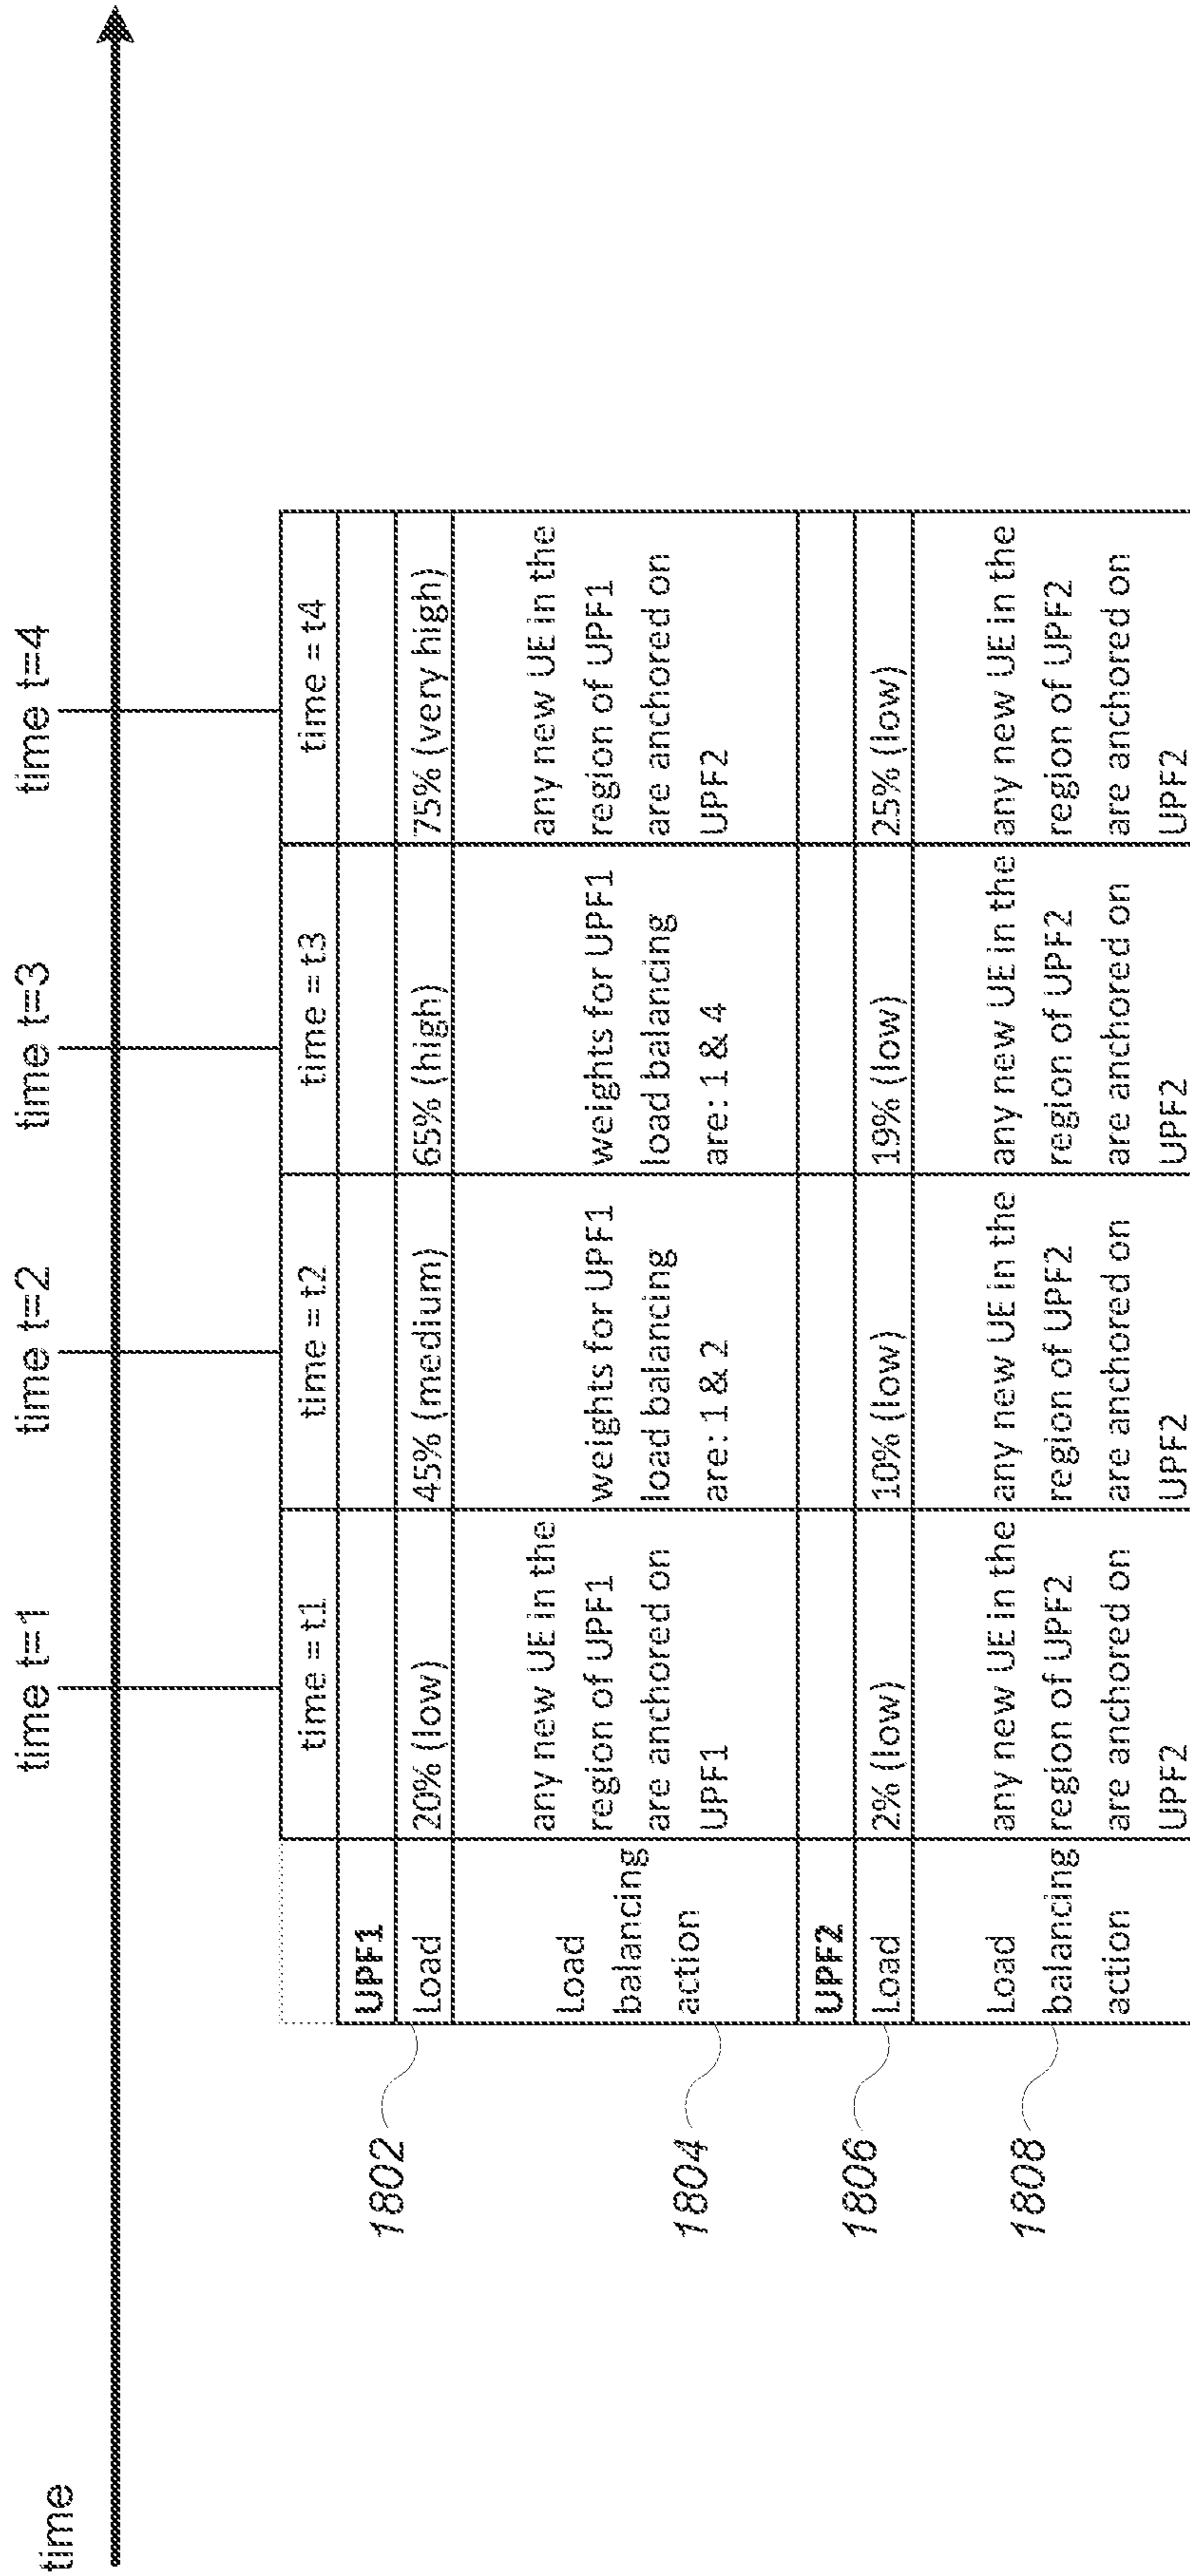 time
time t=1
time t=2
time t=3
time t=4
time = t1
time = t2
time = t3
time = t4
UPF1
1802
Load
20% (low)
45% (medium)
65% (high)
75% (very high)
1804
Load
balancing
action
any new UE in the
region of UPF1
are anchored on
UPF1
weights for UPF1
load balancing
are: 1 & 2
weights for UPF1
load balancing
are: 1 & 4
any new UE in the
region of UPF1
are anchored on
UPF2
UPF2
1806
Load
2% (low)
10% (low)
19% (low)
25% (low)
1808
Load
balancing
action
any new UE in the
region of UPF2
are anchored on
UPF2
any new UE in the
region of UPF2
are anchored on
UPF2
any new UE in the
region of UPF2
are anchored on
UPF2
any new UE in the
region of UPF2
are anchored on
UPF2